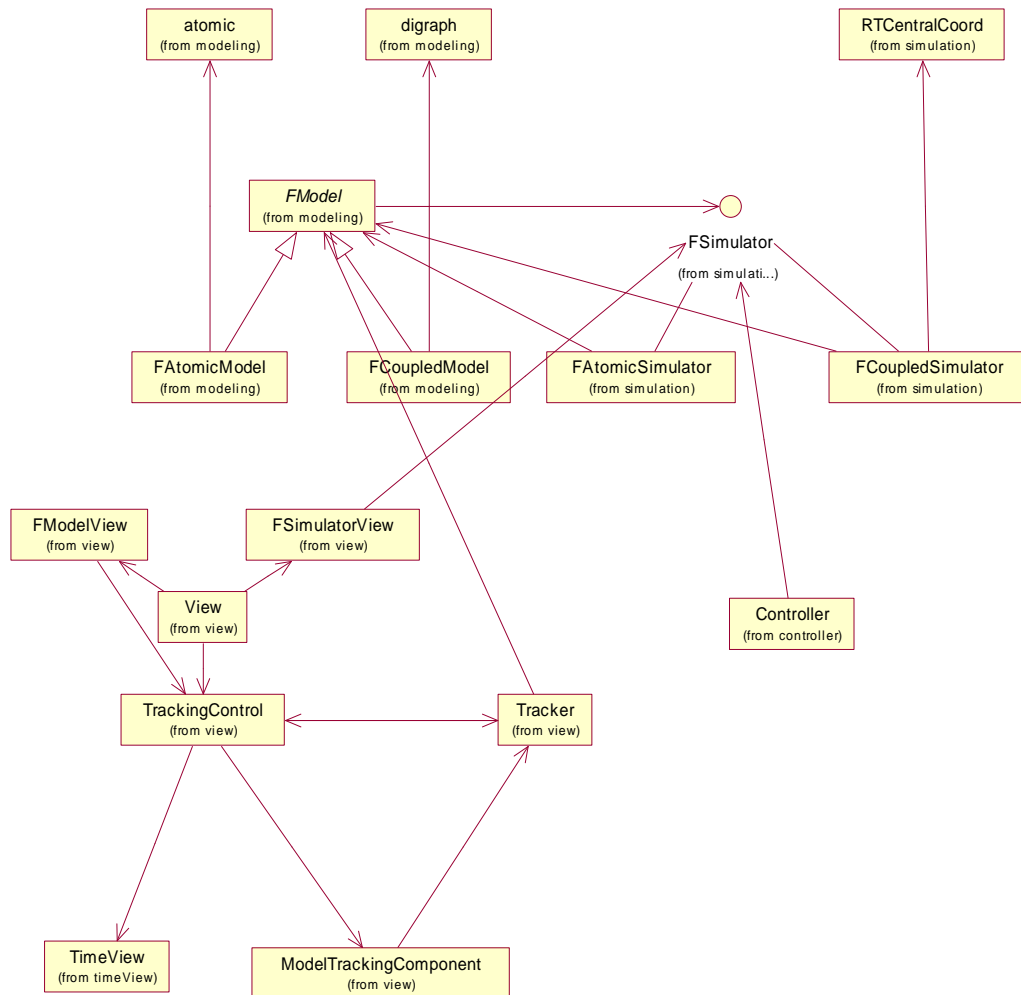 atomic
(from modeling)
digraph
(from modeling)
RTCentralCoord
(from simulation)
FModel
(from modeling)
FSimulator
(from simulati...)
FAtomicModel
(from modeling)
FCoupledModel
(from modeling)
FAtomicSimulator
(from simulation)
FCoupledSimulator
(from simulation)
FModelView
(from view)
FSimulatorView
(from view)
View
(from view)
Controller
(from controller)
TrackingControl
(from view)
Tracker
(from view)
TimeView
(from timeView)
ModelTrackingComponent
(from view)